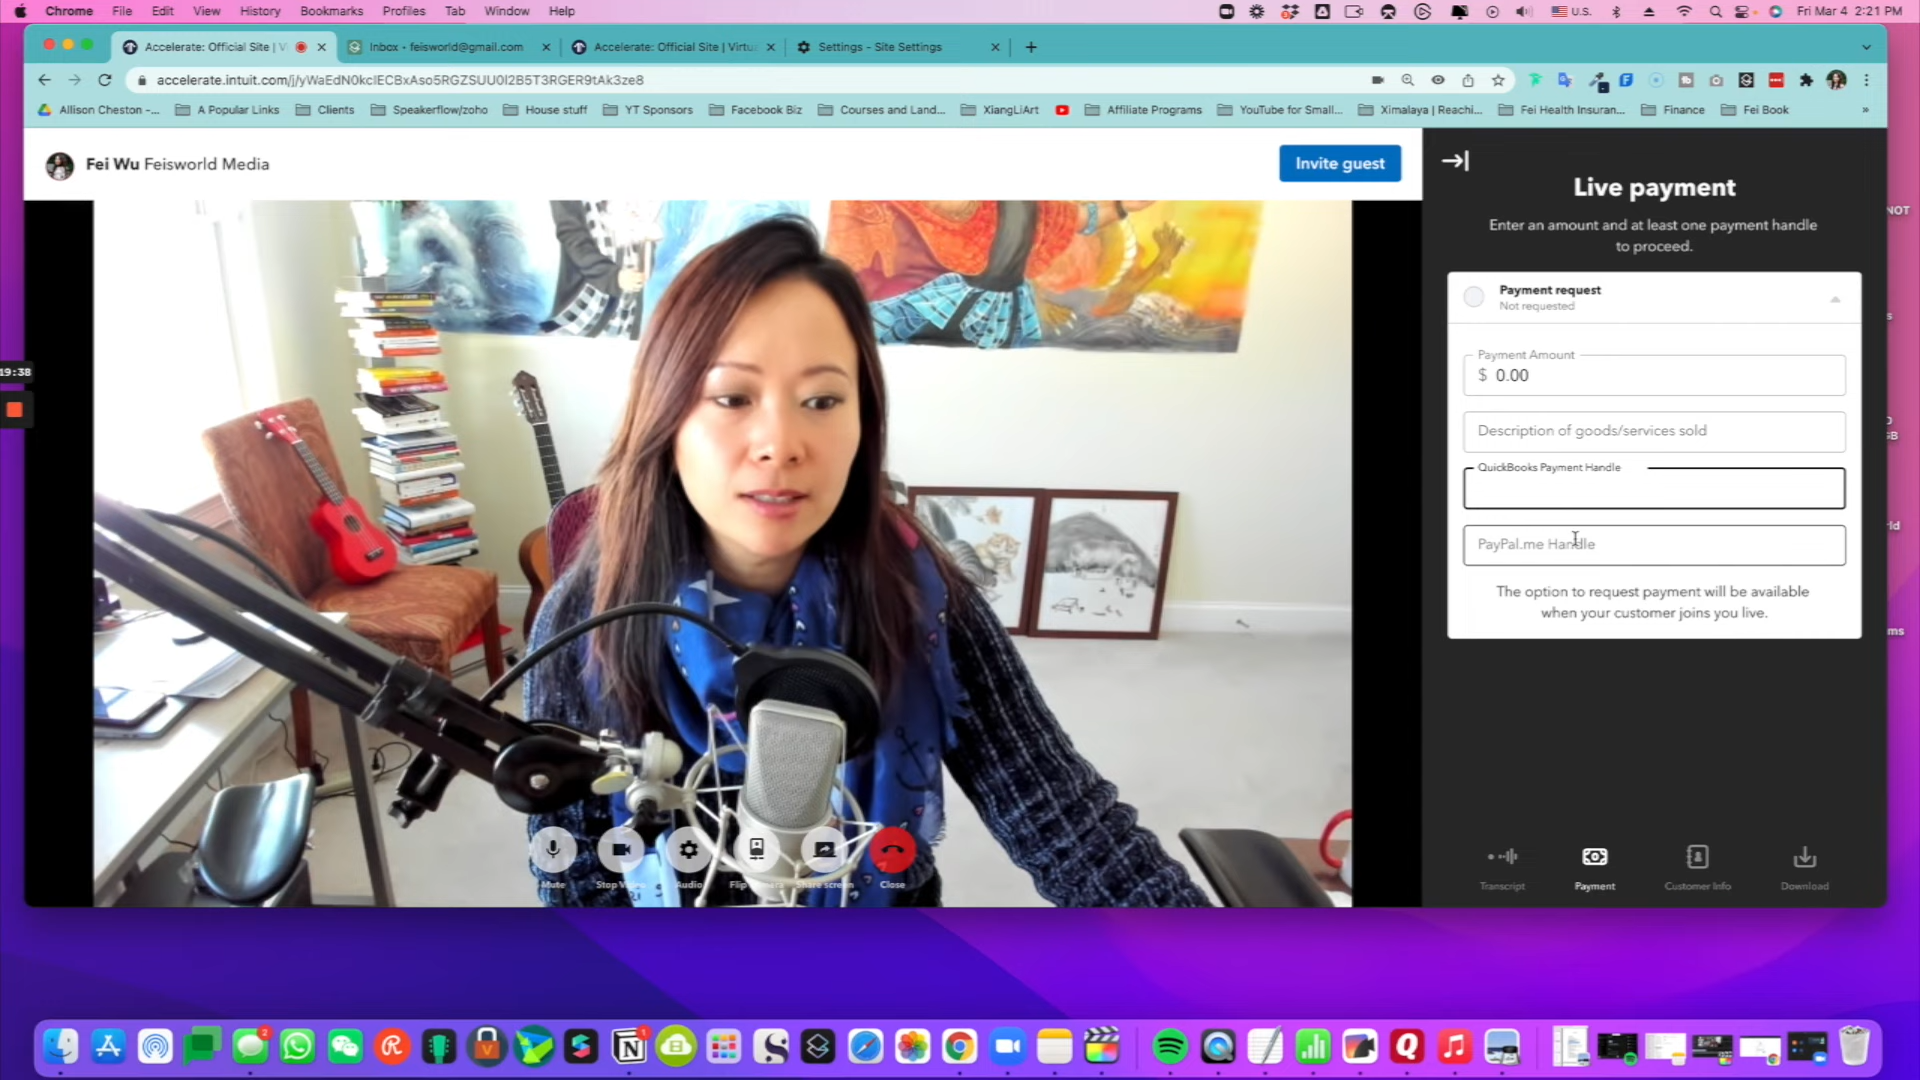 Chrome File Edit View History Bookmarks Profiles Tab Window Help
U.S. Fri Mar 4 2:21 PM
Accelerate: Official Site | Vi
Inbox - feisworld@gmail.com
Accelerate: Official Site | Virtu
Settings - Site Settings
accelerate.intuit.com/j/yWaEdN0kclECBxAso5RGZSUU0I2B5T3RGER9tAk3ze8
Allison Cheston -... A Popular Links Clients Speakerflow/zoho House stuff YT Sponsors Facebook Biz Courses and Land... XiangLiArt Affiliate Programs YouTube for Small... Ximalaya | Reachi... Fei Health Insuran... Finance Fei Book »
Fei Wu Feisworld Media
Invite guest
Live payment
Enter an amount and at least one payment handle
to proceed.
Payment request
Not requested
Payment Amount
$ 0.00
Description of goods/services sold
QuickBooks Payment Handle
PayPal.me Handle
The option to request payment will be available
when your customer joins you live.
19:38
Mute Audio Close
Transcript Payment Customer Info Download